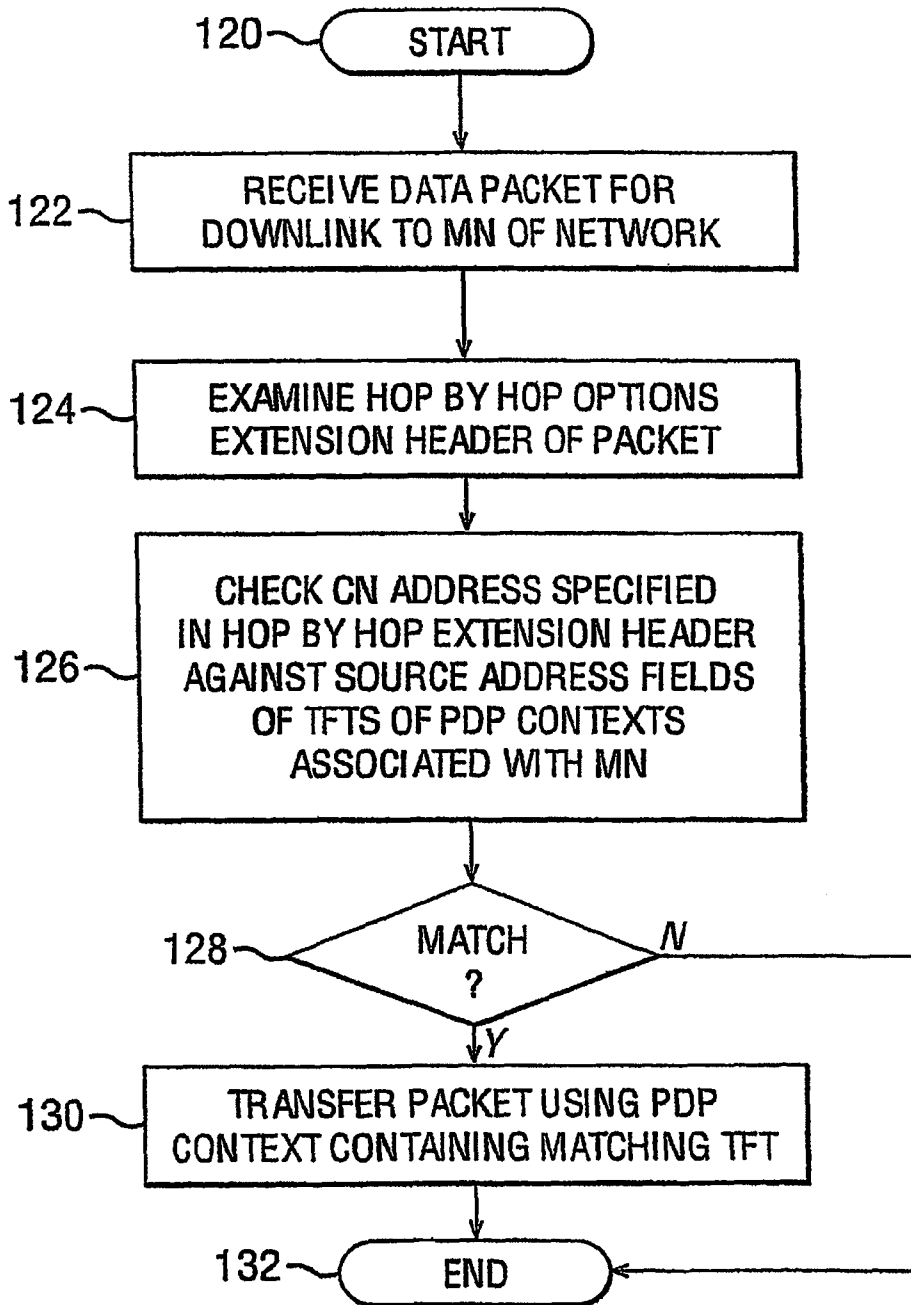 120
START
122
RECEIVE DATA PACKET FOR
DOWNLINK TO MN OF NETWORK
124
EXAMINE HOP BY HOP OPTIONS
EXTENSION HEADER OF PACKET
126
CHECK CN ADDRESS SPECIFIED
IN HOP BY HOP EXTENSION HEADER
AGAINST SOURCE ADDRESS FIELDS
OF TFTS OF PDP CONTEXTS
ASSOCIATED WITH MN
128
MATCH
?
N
Y
130
TRANSFER PACKET USING PDP
CONTEXT CONTAINING MATCHING TFT
132
END